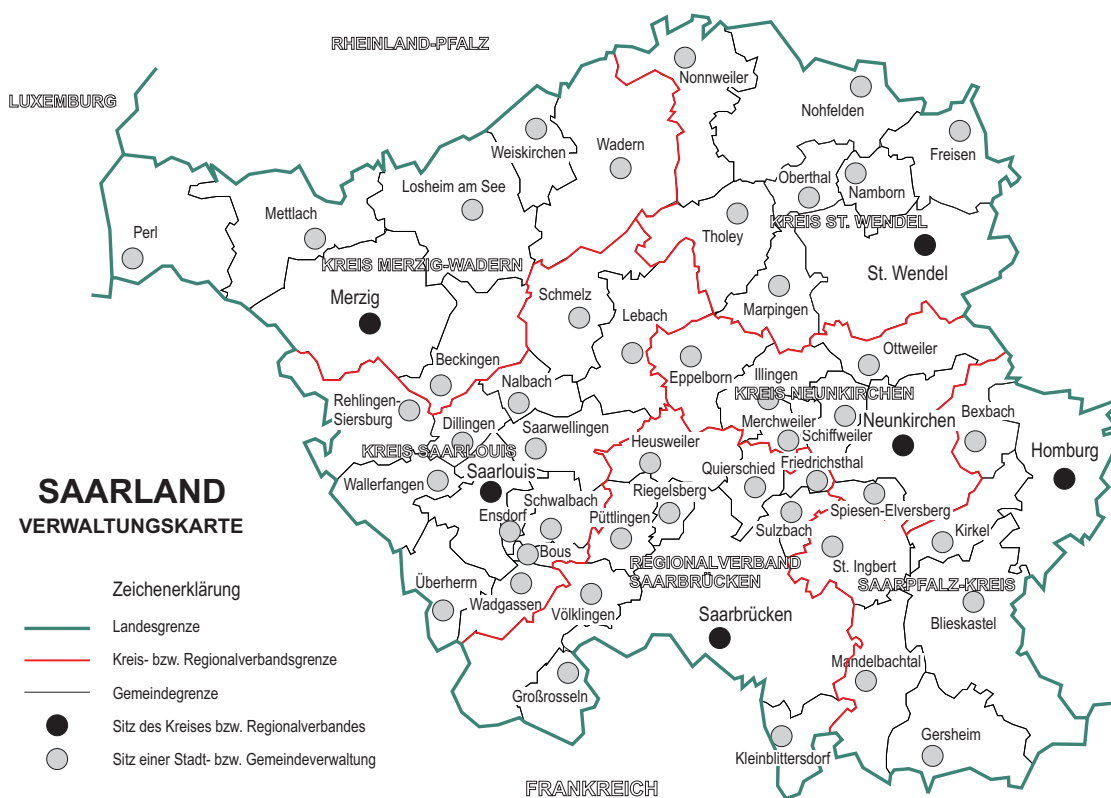 RHEINLAND-PFALZ
LUXEMBURG
Nonnweiler
Nohfelden
Freisen
Weiskirchen
Wadern
Oberthal
Namborn
Losheim am See
Mettlach
Perl
Tholey
KREIS ST. WENDEL
St. Wendel
KREIS MERZIG-WADERN
Merzig
Schmelz
Lebach
Marpingen
Beckingen
Eppelborn
Illingen
Ottweiler
Nalbach
KREIS NEUNKIRCHEN
Rehlingen-
Siersburg
Dillingen
Saarwellingen
Heusweiler
Merchweiler
Schiffweiler
Neunkirchen
Bexbach
Homburg
KREIS SAARLOUIS
Saarlouis
Wallerfangen
Quierschied
Friedrichsthal
Schwalbach
Riegelsberg
Ensdorf
Püttlingen
Sulzbach
Spiesen-Elversberg
Kirkel
Bous
REGIONALVERBAND
SAARBRÜCKEN
St. Ingbert
SAARPFALZ-KREIS
Überherrn
Wadgassen
Völklingen
Saarbrücken
Blieskastel
Großrosseln
Mandelbachtal
Kleinblittersdorf
Gersheim
FRANKREICH
SAARLAND
VERWALTUNGSKARTE
Zeichenerklärung
Landesgrenze
Kreis- bzw. Regionalverbandsgrenze
Gemeindegrenze
Sitz des Kreises bzw. Regionalverbandes
Sitz einer Stadt- bzw. Gemeindeverwaltung